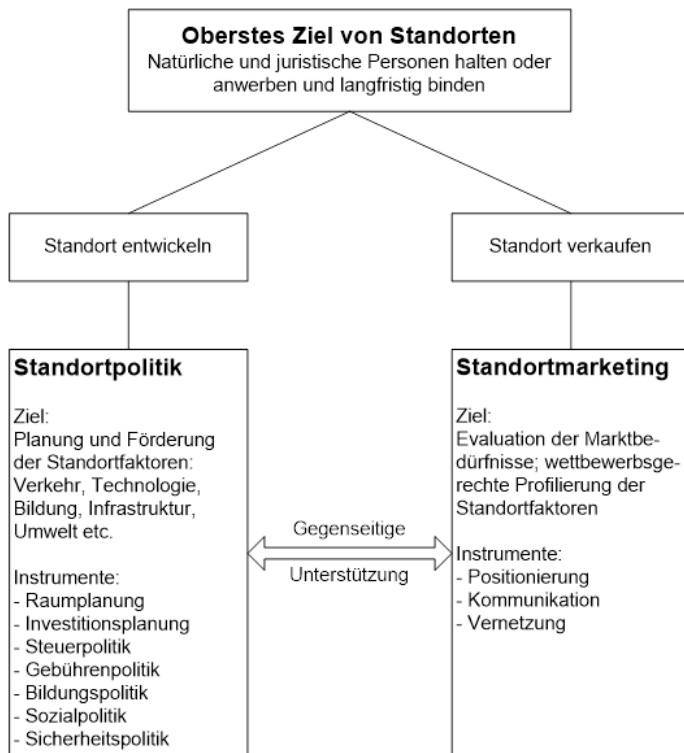 Oberstes Ziel von Standorten
Natürliche und juristische Personen halten oder
anwerben und langfristig binden
Standort entwickeln
Standort verkaufen
Standortpolitik
Ziel:
Planung und Förderung
der Standortfaktoren:
Verkehr, Technologie,
Bildung, Infrastruktur,
Umwelt etc.
Instrumente:
- Raumplanung
- Investitionsplanung
- Steuerpolitik
- Gebührenpolitik
- Bildungspolitik
- Sozialpolitik
- Sicherheitspolitik
Gegenseitige
Unterstützung
Standortmarketing
Ziel:
Evaluation der Marktbe-
dürfnisse; wettbewerbsge-
rechte Profilierung der
Standortfaktoren
Instrumente:
- Positionierung
- Kommunikation
- Vernetzung